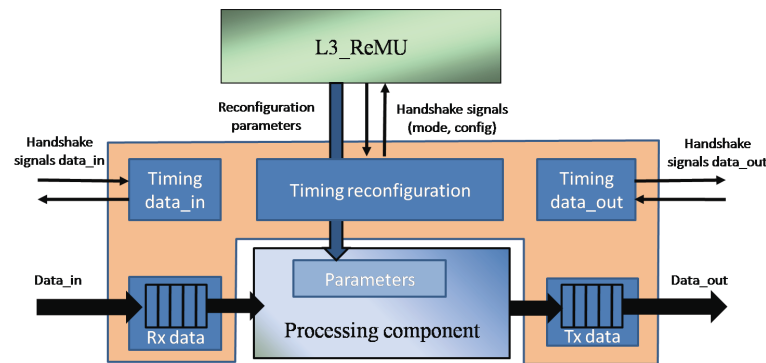 L3_ReMU
Reconfiguration
parameters
Handshake signals
(mode, config)
Handshake
signals data_in
Handshake
signals data_out
Timing
data_in
Timing reconfiguration
Timing
data_out
Data_in
Parameters
Data_out
Rx data
Processing component
Tx data